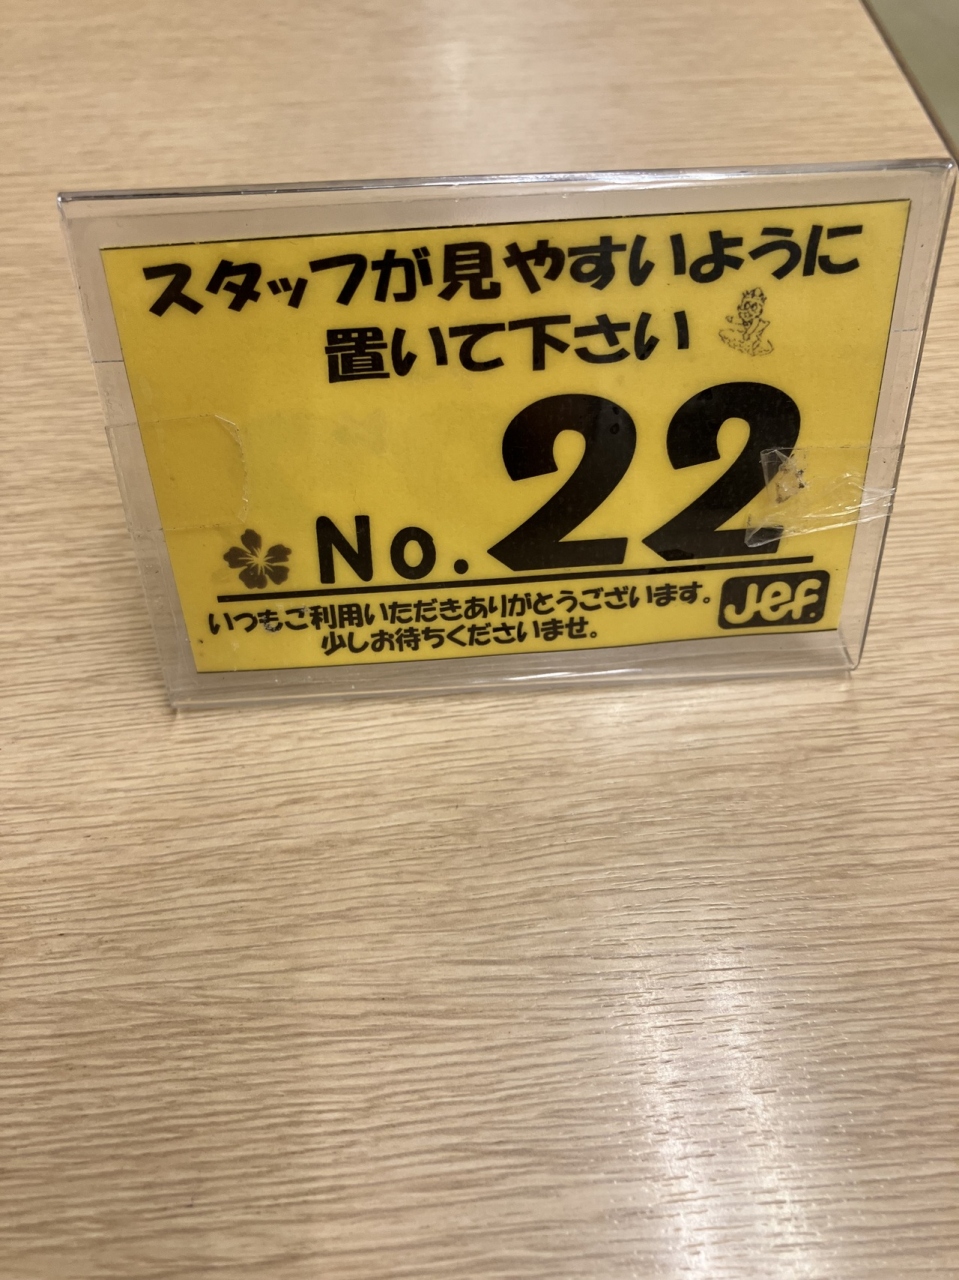 スタッフが見やすいように
置いて下さい
No.22
いつもご利用いただきありがとうございます。
少しお待ちくださいませ。
Jef.